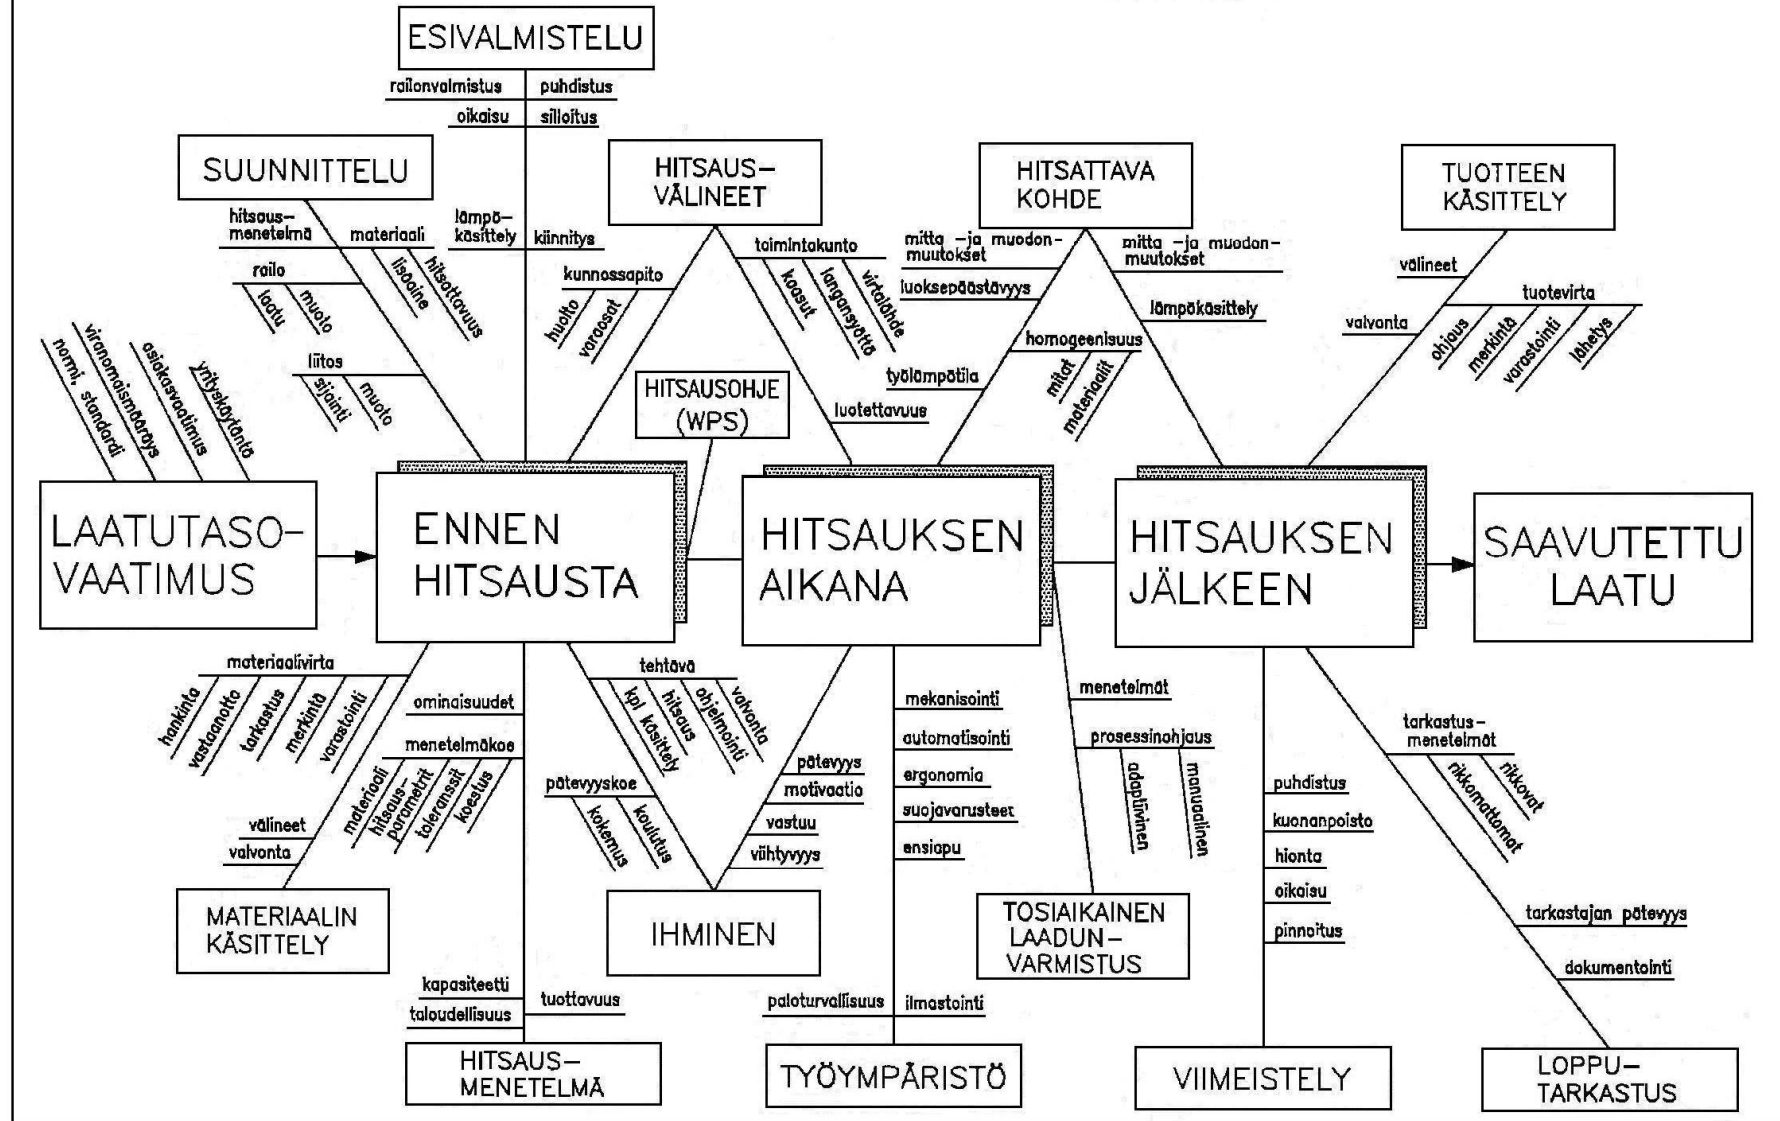 ESIVALMISTELU
railonvalmistus
puhdistus
oikaisu
silloitus
lämpö-
käsittely
kiinnitys
SUUNNITTELU
hitsaus-
menetelmä
materiaali
lisäaine
hitsattavuus
railo
laatu
muoto
liitos
sijainti
muoto
HITSAUS-
VÄLINEET
kunnossapito
huolto
varaosat
toimintakunto
kaasut
langansyöttö
virtalähde
luotettavuus
HITSATTAVA
KOHDE
mitta -ja muodon-
muutokset
luoksepäästävyys
homogeenisuus
mitat
materiaalit
työlämpötila
mitta -ja muodon-
muutokset
lämpökäsittely
TUOTTEEN
KÄSITTELY
välineet
valvonta
tuotevirta
ohjaus
merkintä
varastointi
lähetys
normi, standardi
viranomaismääräys
asiakasvaatimus
yrityskäytäntö
HITSAUSOHJE
(WPS)
LAATUTASO-
VAATIMUS
ENNEN
HITSAUSTA
HITSAUKSEN
AIKANA
HITSAUKSEN
JÄLKEEN
SAAVUTETTU
LAATU
materiaalivirta
hankinta
vastaanotto
tarkastus
merkintä
varastointi
välineet
valvonta
MATERIAALIN
KÄSITTELY
ominaisuudet
menetelmäkoe
materiaali
hitsaus-
parametrit
toleranssit
koestus
kapasiteetti
taloudellisuus
tuottavuus
HITSAUS-
MENETELMÄ
tehtävä
kpl. käsittely
hitsaus
ohjelmointi
valvonta
pätevyyskoe
kokemus
koulutus
pätevyys
motivaatio
vastuu
viihtyvyys
IHMINEN
mekanisointi
automatisointi
ergonomia
suojavarusteet
ensiapu
paloturvallisuus
ilmastointi
TYÖYMPÄRISTÖ
menetelmät
prosessinohjaus
adaptiivinen
manuaalinen
TOSIAIKAINEN
LAADUN-
VARMISTUS
puhdistus
kuonanpoisto
hionta
oikaisu
pinnoitus
VIIMEISTELY
tarkastus-
menetelmät
rikkomattomat
rikkovat
tarkastajan pätevyys
dokumentointi
LOPPU-
TARKASTUS